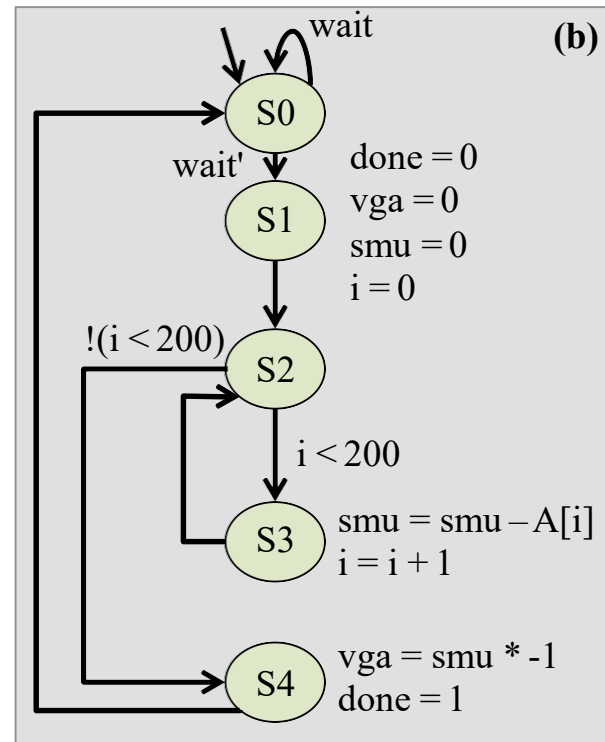 wait
(b)
S0
wait'
done = 0
vga = 0
S1
smu = 0
i = 0
!(i < 200)
S2
i < 200
S3
smu = smu – A[i]
i = i + 1
S4
vga = smu * -1
done = 1